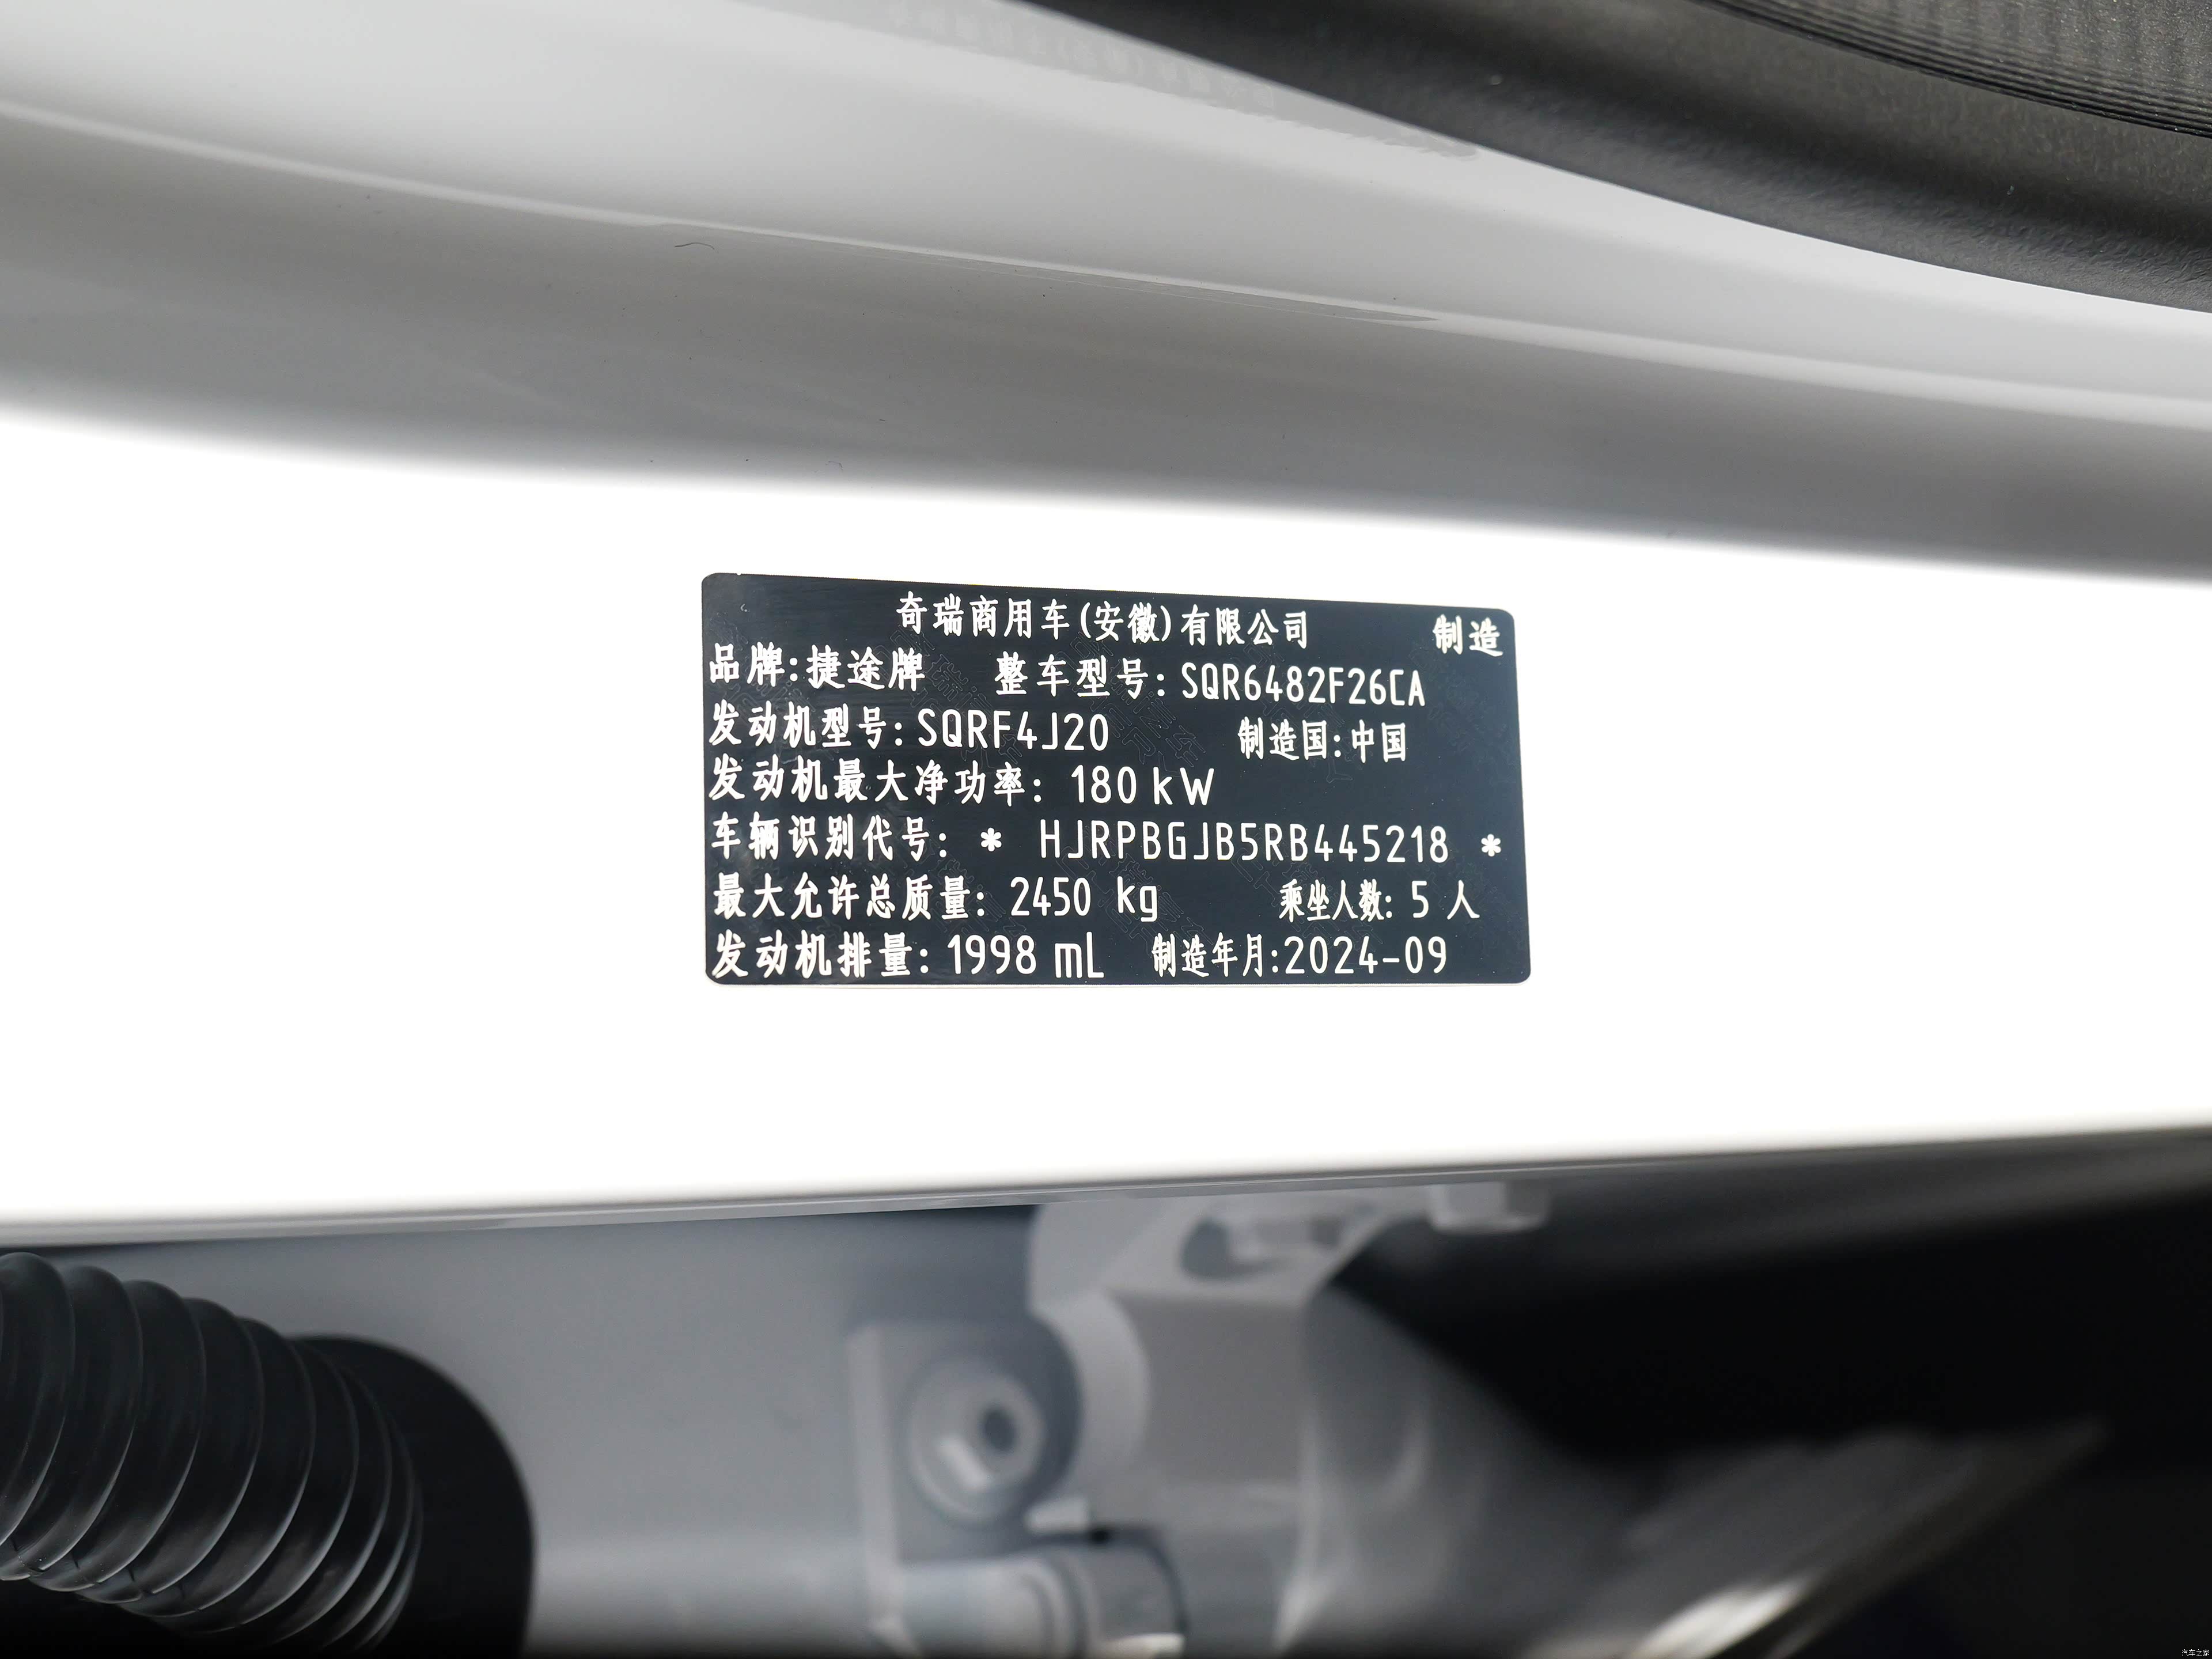 奇瑞商用车(安徽)有限公司 制造
品牌:捷途牌 整车型号:SQR6482F26CA
发动机型号:SQRF4J20 制造国:中国
发动机最大净功率: 180 kW
车辆识别代号: * HJRPBGJB5RB445218 *
最大允许总质量: 2450 kg 乘坐人数: 5 人
发动机排量: 1998 mL 制造年月:2024-09
汽车之家